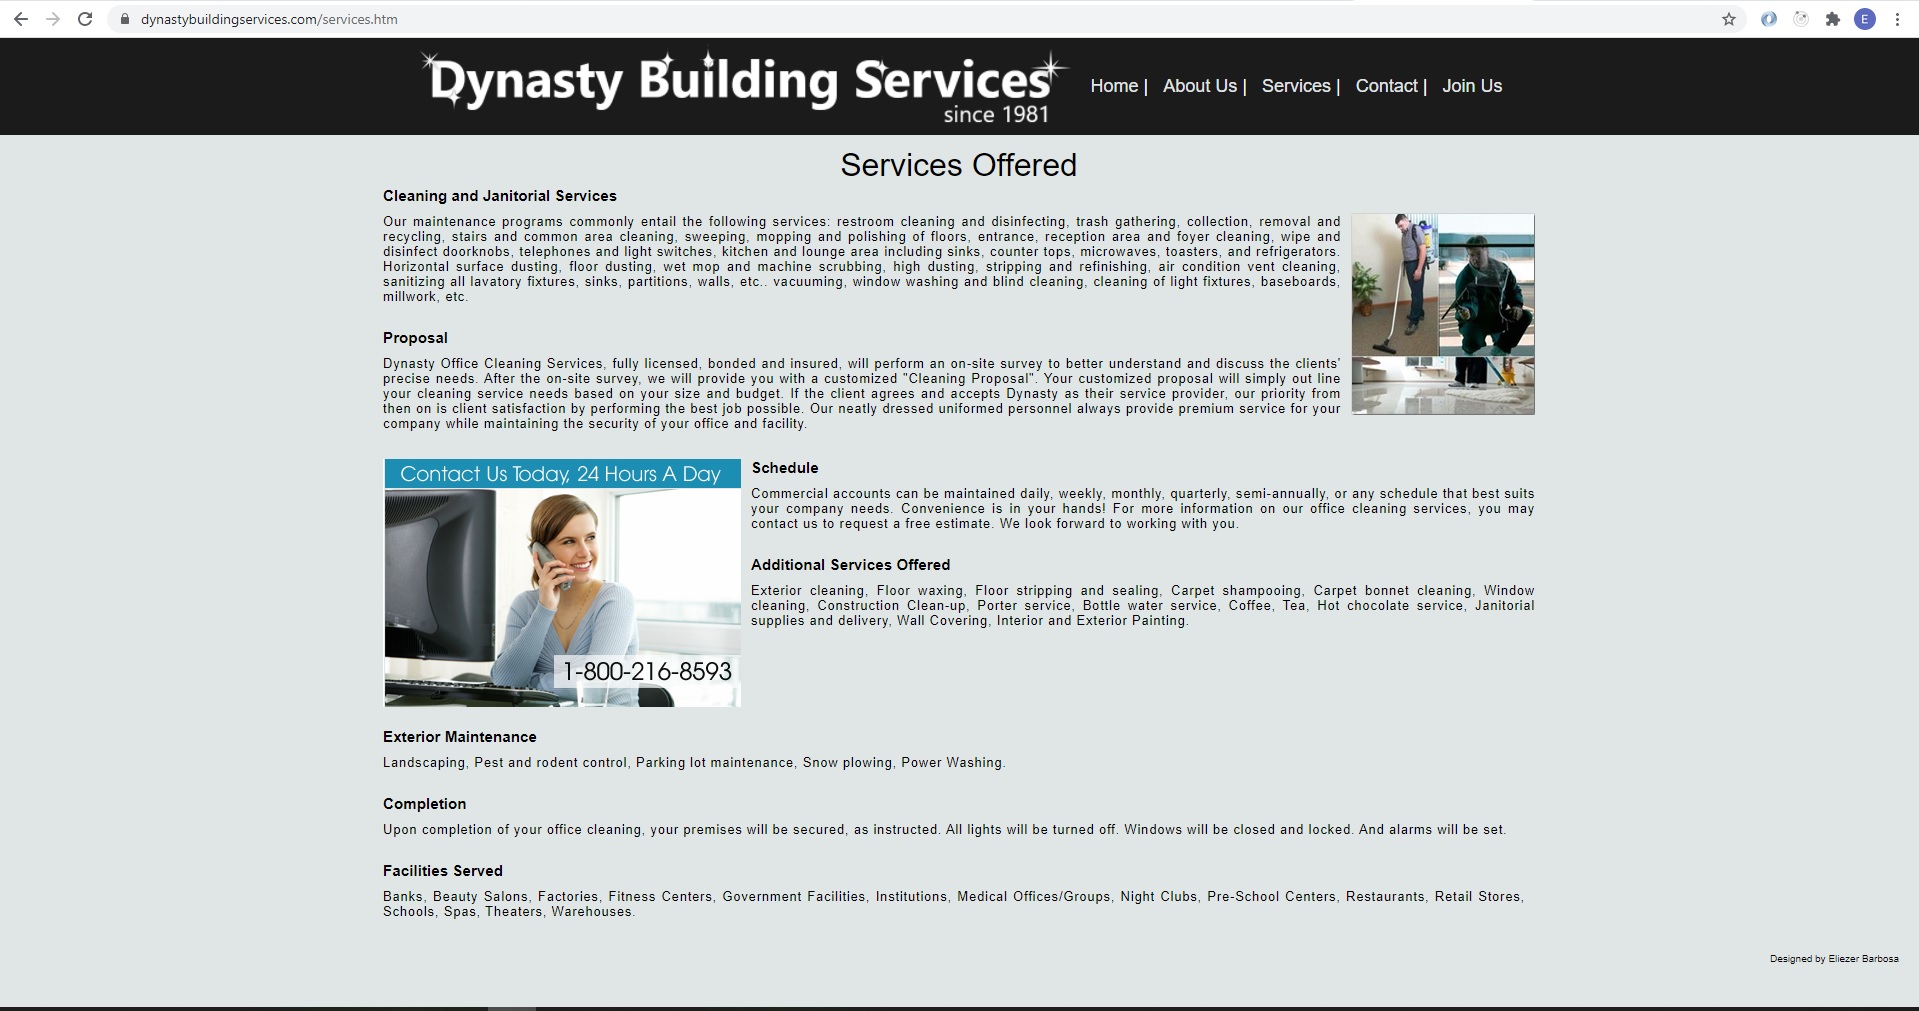 dynastybuildingservices.com/services.htm
E
Dynasty Building Services
since 1981
Home | About Us | Services | Contact | Join Us
Services Offered
Cleaning and Janitorial Services
Our maintenance programs commonly entail the following services: restroom cleaning and disinfecting, trash gathering, collection, removal and
recycling, stairs and common area cleaning, sweeping, mopping and polishing of floors, entrance, reception area and foyer cleaning, wipe and
disinfect doorknobs, telephones and light switches, kitchen and lounge area including sinks, counter tops, microwaves, toasters, and refrigerators.
Horizontal surface dusting, floor dusting, wet mop and machine scrubbing, high dusting, stripping and refinishing, air condition vent cleaning,
sanitizing all lavatory fixtures, sinks, partitions, walls, etc.. vacuuming, window washing and blind cleaning, cleaning of light fixtures, baseboards,
millwork, etc.
Proposal
Dynasty Office Cleaning Services, fully licensed, bonded and insured, will perform an on-site survey to better understand and discuss the clients'
precise needs. After the on-site survey, we will provide you with a customized "Cleaning Proposal". Your customized proposal will simply out line
your cleaning service needs based on your size and budget. If the client agrees and accepts Dynasty as their service provider, our priority from
then on is client satisfaction by performing the best job possible. Our neatly dressed uniformed personnel always provide premium service for your
company while maintaining the security of your office and facility.
Contact Us Today, 24 Hours A Day
1-800-216-8593
Schedule
Commercial accounts can be maintained daily, weekly, monthly, quarterly, semi-annually, or any schedule that best suits
your company needs. Convenience is in your hands! For more information on our office cleaning services, you may
contact us to request a free estimate. We look forward to working with you.
Additional Services Offered
Exterior cleaning, Floor waxing, Floor stripping and sealing, Carpet shampooing, Carpet bonnet cleaning, Window
cleaning, Construction Clean-up, Porter service, Bottle water service, Coffee, Tea, Hot chocolate service, Janitorial
supplies and delivery, Wall Covering, Interior and Exterior Painting.
Exterior Maintenance
Landscaping, Pest and rodent control, Parking lot maintenance, Snow plowing, Power Washing.
Completion
Upon completion of your office cleaning, your premises will be secured, as instructed. All lights will be turned off. Windows will be closed and locked. And alarms will be set.
Facilities Served
Banks, Beauty Salons, Factories, Fitness Centers, Government Facilities, Institutions, Medical Offices/Groups, Night Clubs, Pre-School Centers, Restaurants, Retail Stores,
Schools, Spas, Theaters, Warehouses.
Designed by Eliezer Barbosa